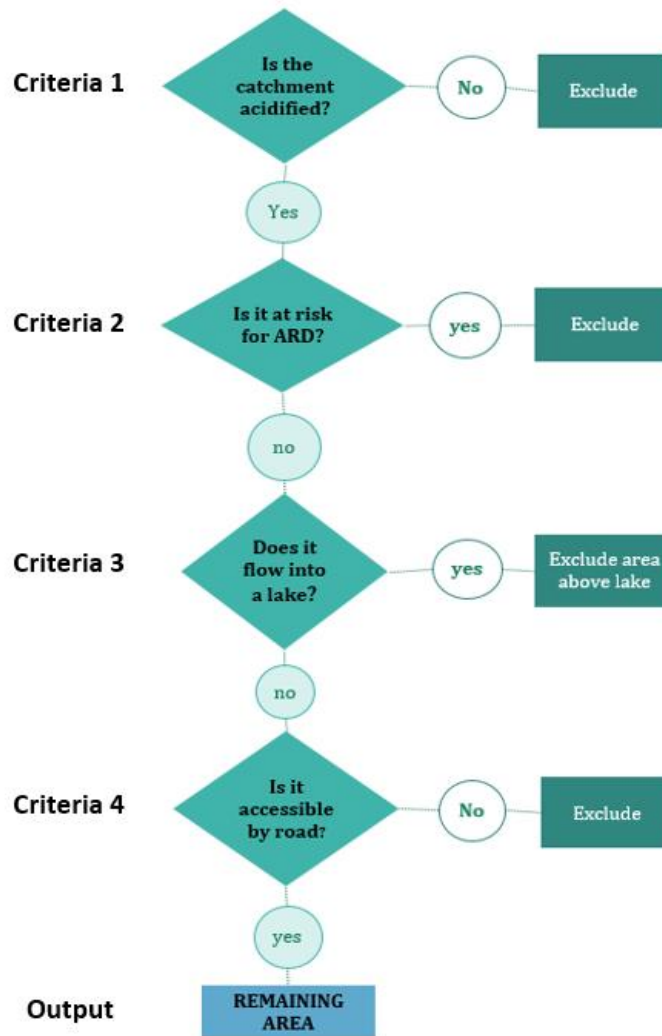 Criteria 1
Is the
catchment
acidified?
No
Exclude
Yes
Criteria 2
Is it at risk
for ARD?
yes
Exclude
no
Criteria 3
Does it
flow into
a lake?
yes
Exclude area
above lake
no
Criteria 4
Is it
accessible
by road?
No
Exclude
yes
Output
REMAINING
AREA